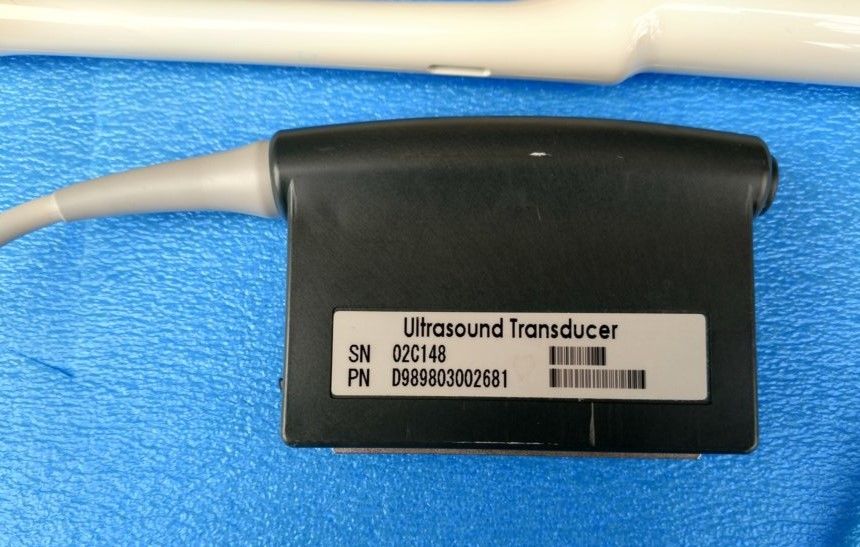 Ultrasound Transducer
SN 02C148
PN D989803002681